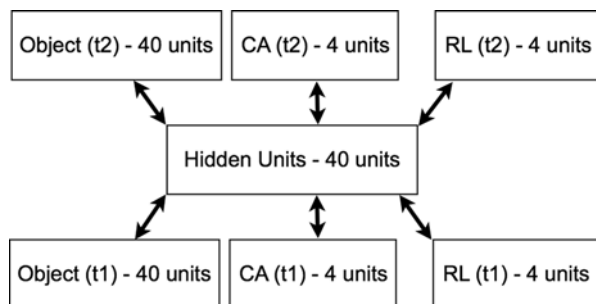 Object (t2) - 40 units
CA (t2) - 4 units
RL (t2) - 4 units
Hidden Units - 40 units
Object (t1) - 40 units
CA (t1) - 4 units
RL (t1) - 4 units